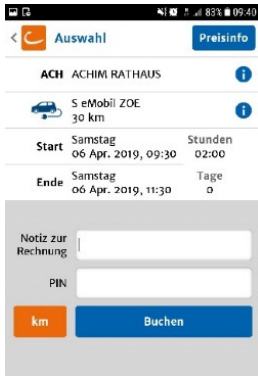 83% 09:40
Auswahl Preisinfo
ACH ACHIM RATHAUS
S eMobil ZOE
30 km
Start Samstag Stunden
06 Apr. 2019, 09:30 02:00
Ende Samstag Tage
06 Apr. 2019, 11:30 0
Notiz zur
Rechnung
PIN
km Buchen